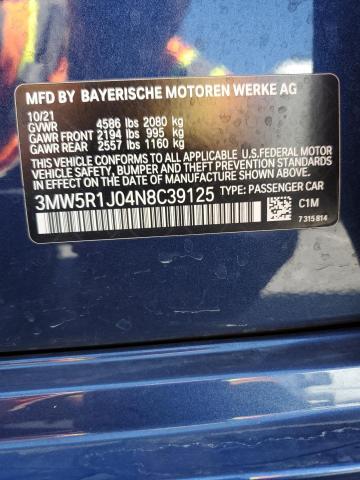 MFD BY BAYERISCHE MOTOREN WERKE AG
10/21
GVWR 4586 lbs 2080 kg
GAWR FRONT 2194 lbs 995 kg
GAWR REAR 2557 lbs 1160 kg
THIS VEHICLE CONFORMS TO ALL APPLICABLE U.S.FEDERAL MOTOR
VEHICLE SAFETY, BUMPER, AND THEFT PREVENTION STANDARDS
IN EFFECT ON THE DATE OF MANUFACTURE SHOWN ABOVE.
3MW5R1J04N8C39125 TYPE: PASSENGER CAR
C1M
7 315 814